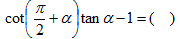 cot(π/2 + α) tan α − 1 = ( )